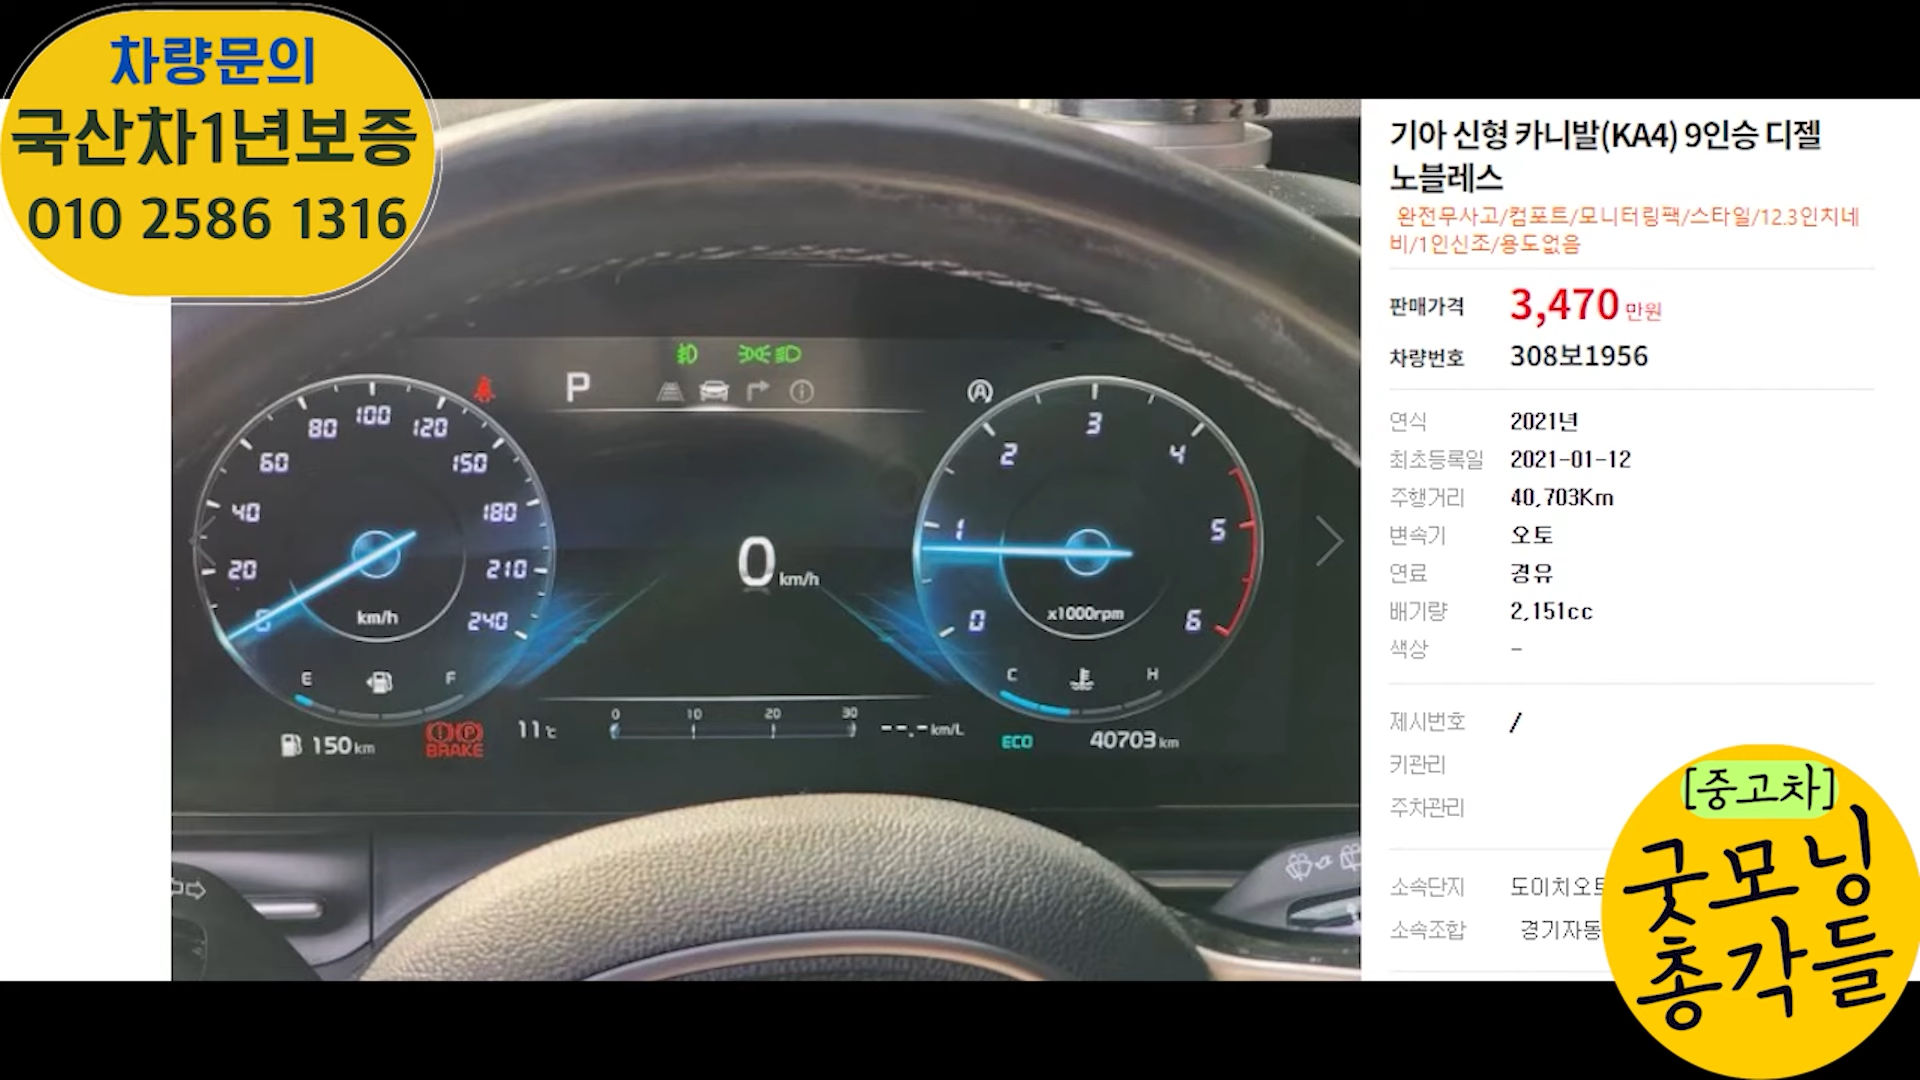 차량문의
국산차1년보증
010 2586 1316
기아 신형 카니발(KA4) 9인승 디젤
노블레스
완전무사고/컴포트/모니터링팩/스타일/12.3인치네
비/1인신조/용도없음
판매가격 3,470 만원
차량번호 308보1956
연식 2021년
최초등록일 2021-01-12
주행거리 40,703Km
변속기 오토
연료 경유
배기량 2,151cc
색상 -
제시번호 /
키관리
주차관리
소속단지 도이치오토
소속조합 경기자동
P
0 20 40 60 80 100 120 150 180 210 240
km/h
E F
150 km
BRAKE
0 km/h
11℃
0 10 20 30
--.- km/L
A
0 1 2 3 4 5 6
x1000rpm
C H
ECO
40703 km
[중고차]
굿모닝
총각들